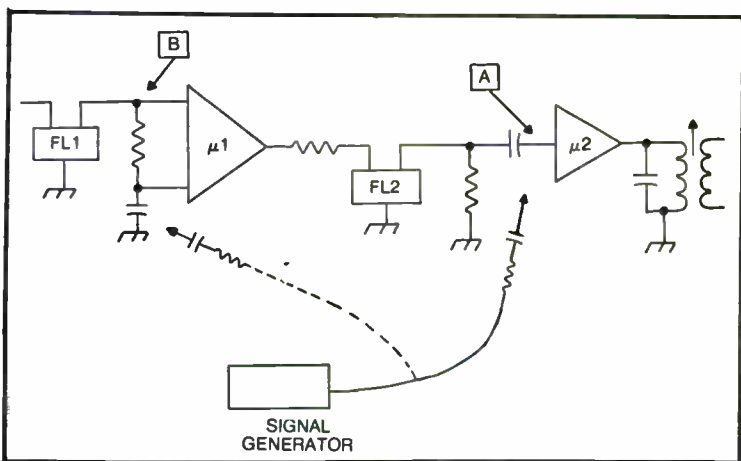 B
A
FL1
μ1
FL2
μ2
SIGNAL
GENERATOR